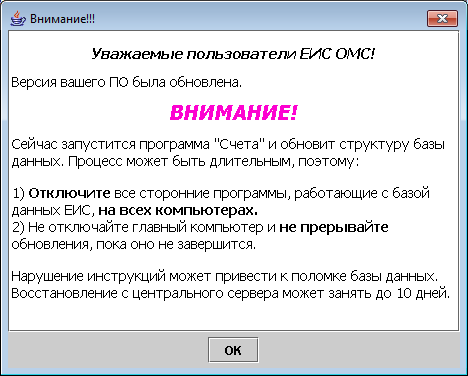 Внимание!!!
Уважаемые пользователи ЕИС ОМС!
Версия вашего ПО была обновлена.
ВНИМАНИЕ!
Сейчас запустится программа "Счета" и обновит структуру базы
данных. Процесс может быть длительным, поэтому:
1) Отключите все сторонние программы, работающие с базой
данных ЕИС, на всех компьютерах.
2) Не отключайте главный компьютер и не прерывайте
обновления, пока оно не завершится.
Нарушение инструкций может привести к поломке базы данных.
Восстановление с центрального сервера может занять до 10 дней.
ОК